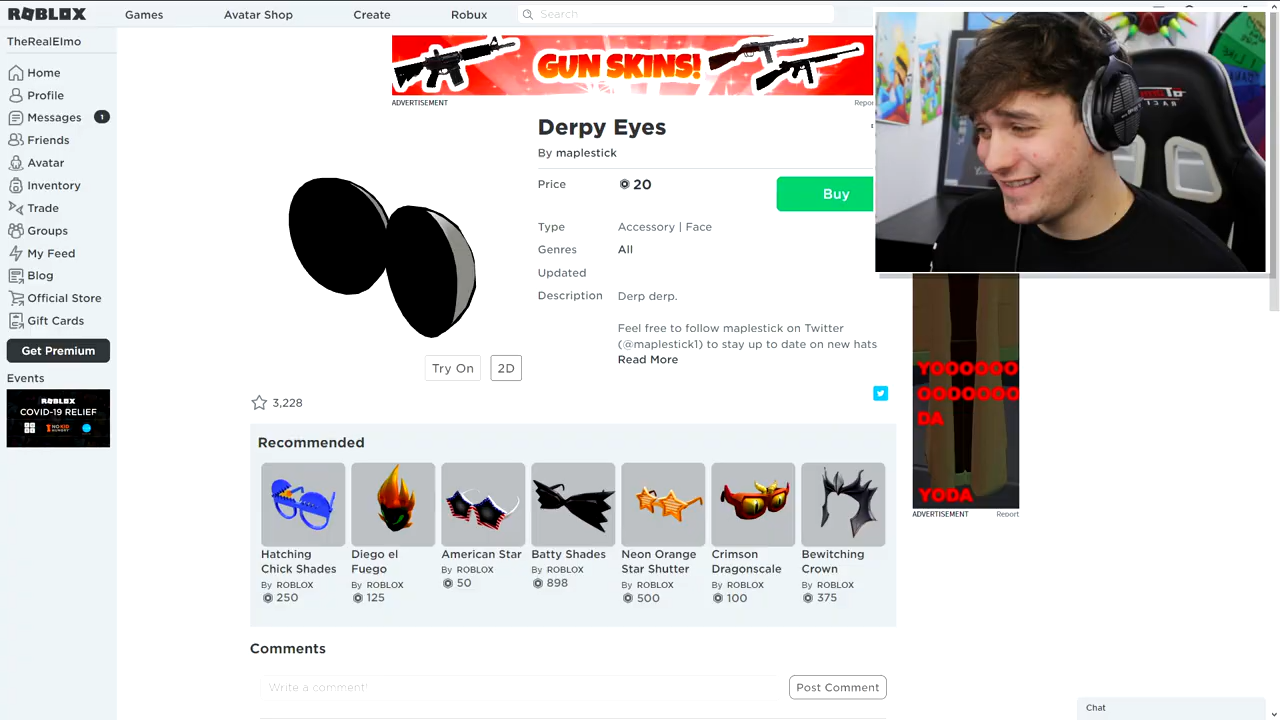 ROBLOX
Games
Avatar Shop
Create
Robux
Search
TheRealElmo
Home
Profile
Messages
1
Friends
Avatar
Inventory
Trade
Groups
My Feed
Blog
Official Store
Gift Cards
Get Premium
Events
ROBLOX
COVID-19 RELIEF
NO KID
HUNGRY
GUN SKINS!
ADVERTISEMENT
Repor
Derpy Eyes
By maplestick
Price
20
Buy
Type
Accessory | Face
Genres
All
Updated
Description
Derp derp.
Feel free to follow maplestick on Twitter
(@maplestick1) to stay up to date on new hats
Read More
Try On
2D
3,228
Recommended
Hatching
Chick Shades
By ROBLOX
250
Diego el
Fuego
By ROBLOX
125
American Star
By ROBLOX
50
Batty Shades
By ROBLOX
898
Neon Orange
Star Shutter
By ROBLOX
500
Crimson
Dragonscale
By ROBLOX
100
Bewitching
Crown
By ROBLOX
375
YOOOOOO
OOOOOOOO
DA
YODA
ADVERTISEMENT
Report
Comments
Write a comment!
Post Comment
Chat